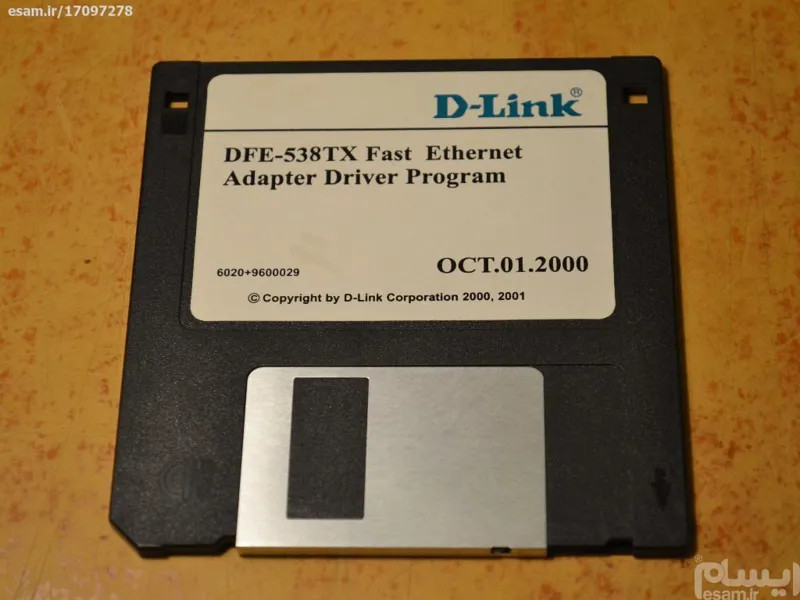 esam.ir/17097278
D-Link®
DFE-538TX Fast Ethernet
Adapter Driver Program
6020+9600029
OCT.01.2000
© Copyright by D-Link Corporation 2000, 2001
ایسام®
esam.ir